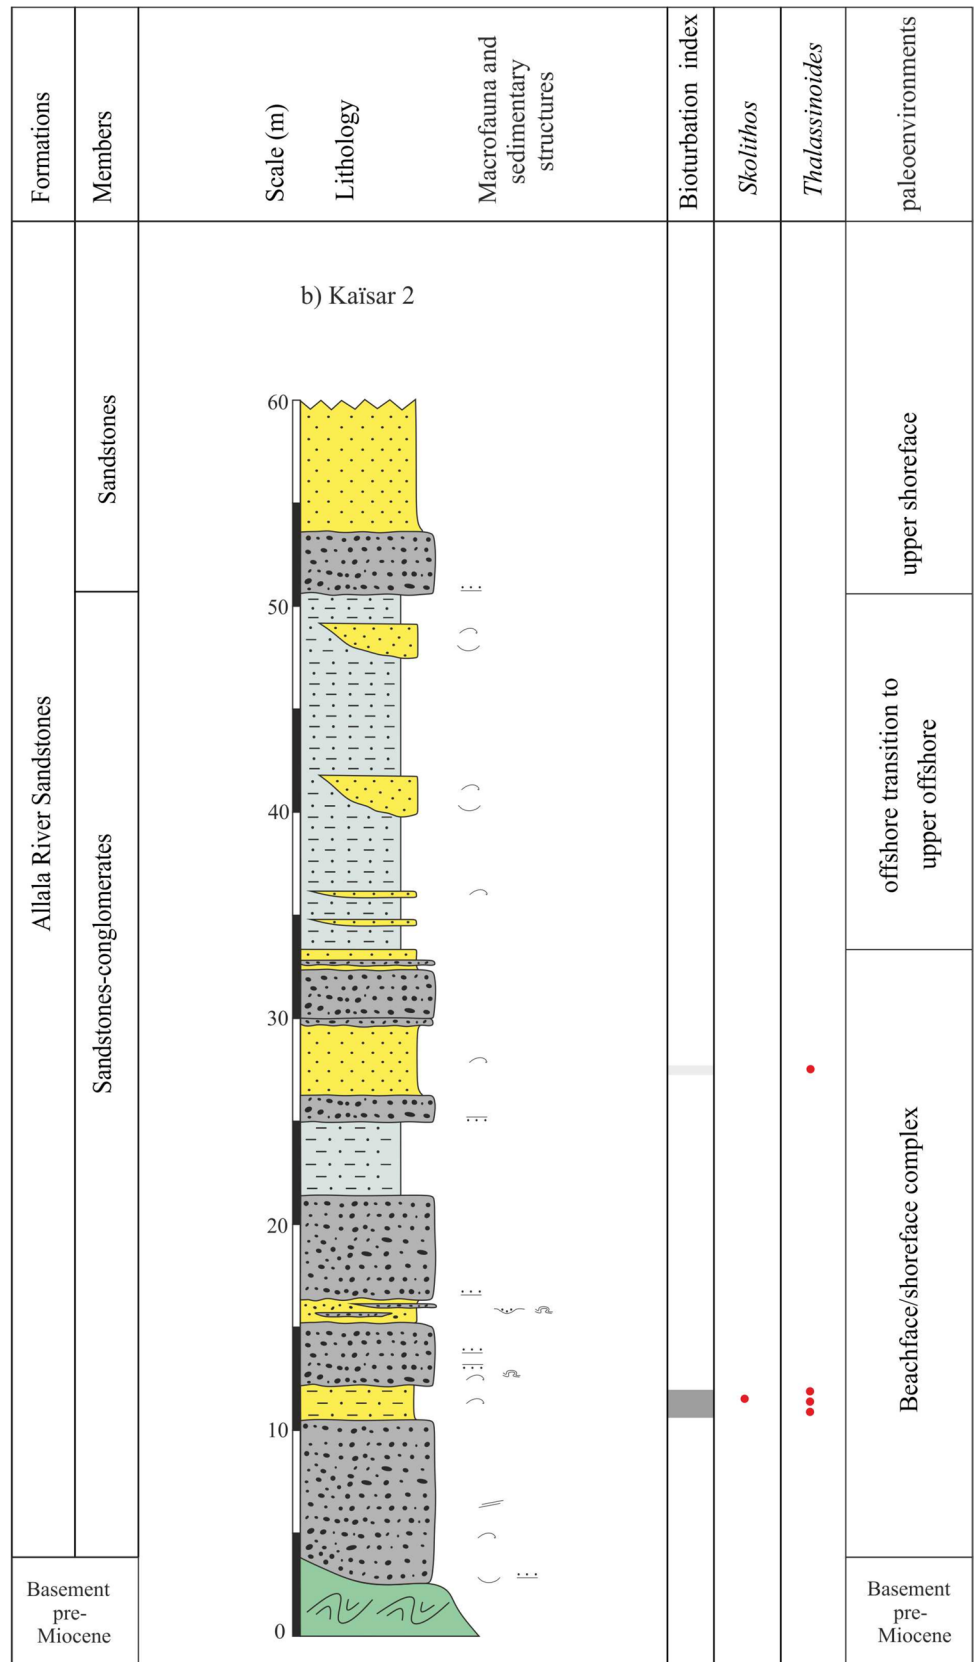 Formations
Members
Scale (m)
Lithology
Macrofauna and
sedimentary
structures
Bioturbation index
Skolithos
Thalassinoides
paleoenvironments
b) Kaïsar 2
60
50
40
30
20
10
0
Allala River Sandstones
Sandstones
Sandstones-conglomerates
upper shoreface
offshore transition to
upper offshore
Beachface/shoreface complex
Basement
pre-
Miocene
Basement
pre-
Miocene